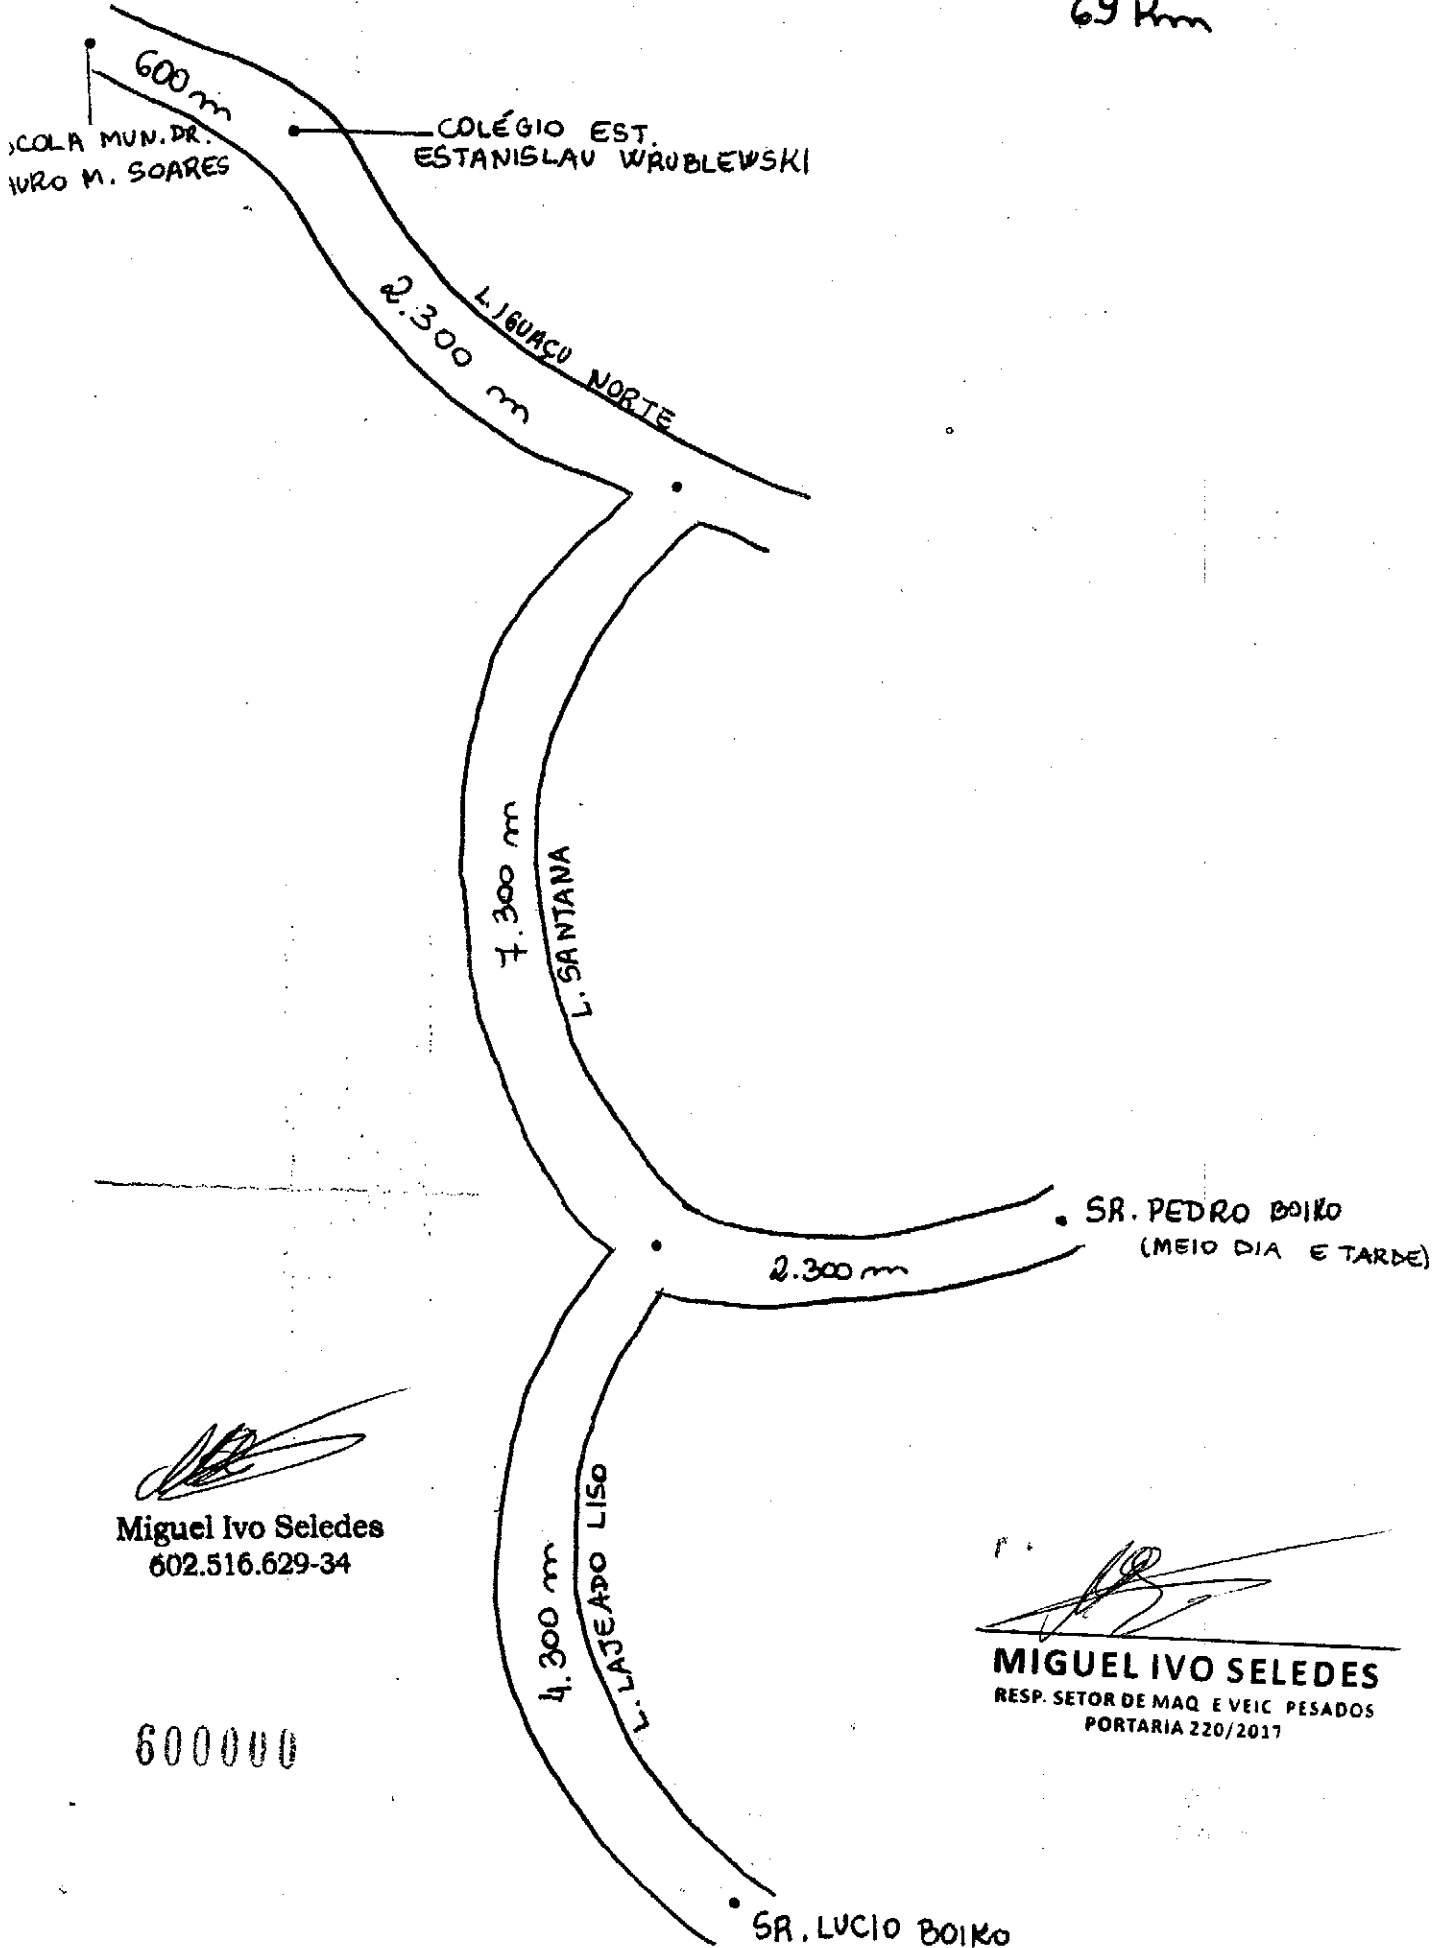 69 Km
600 m
COLÉGIO EST.
ESTANISLAU WRUBLEWSKI
COLA MUN. DR.
URO M. SOARES
2.300 m
L. IGUAÇU NORTE
7.300 m
L. SANTANA
SR. PEDRO BOIKO
(MEIO DIA E TARDE)
2.300 m
4.300 m
L. LAJEADO LISO
Miguel Ivo Seledes
602.516.629-34
MIGUEL IVO SELEDES
RESP. SETOR DE MAQ E VEIC PESADOS
PORTARIA 220/2017
600000
SR. LUCIO BOIKO